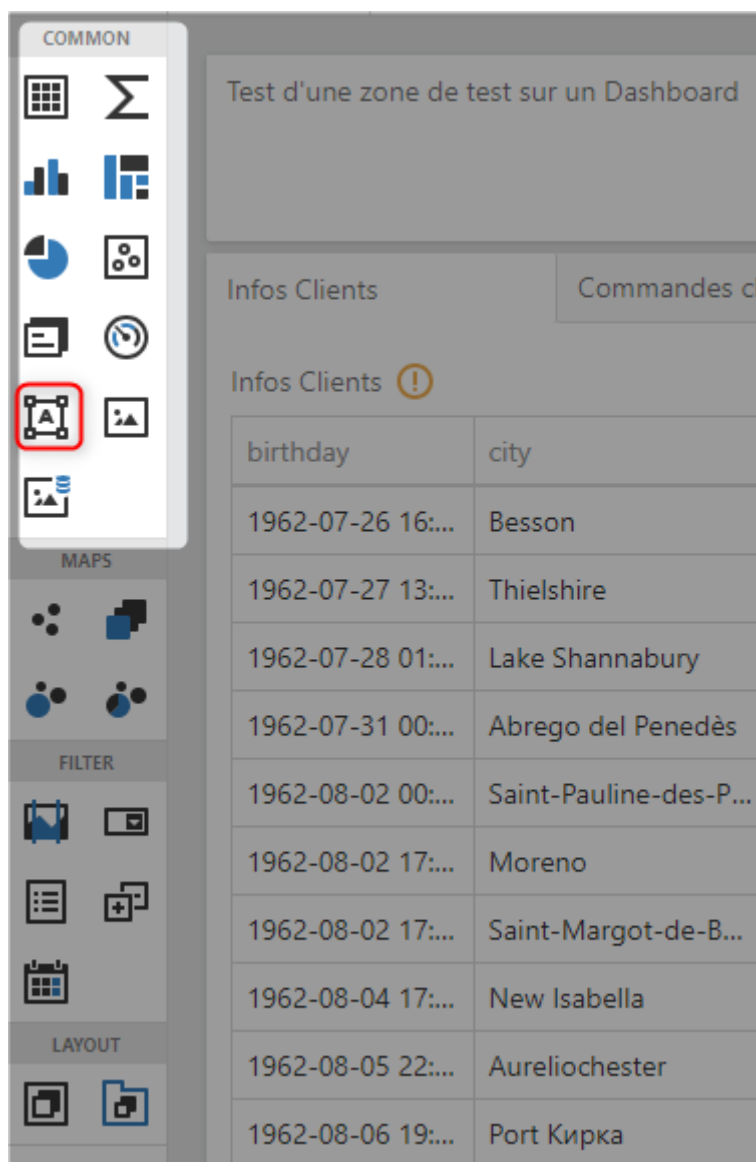 COMMON
Test d'une zone de test sur un Dashboard
Infos Clients
Commandes cl
Infos Clients
birthday city
1962-07-26 16:... Besson
1962-07-27 13:... Thielshire
1962-07-28 01:... Lake Shannabury
1962-07-31 00:... Abrego del Penedès
1962-08-02 00:... Saint-Pauline-des-P...
1962-08-02 17:... Moreno
1962-08-02 17:... Saint-Margot-de-B...
1962-08-04 17:... New Isabella
1962-08-05 22:... Aureliochester
1962-08-06 19:... Port Кирка
MAPS
FILTER
LAYOUT